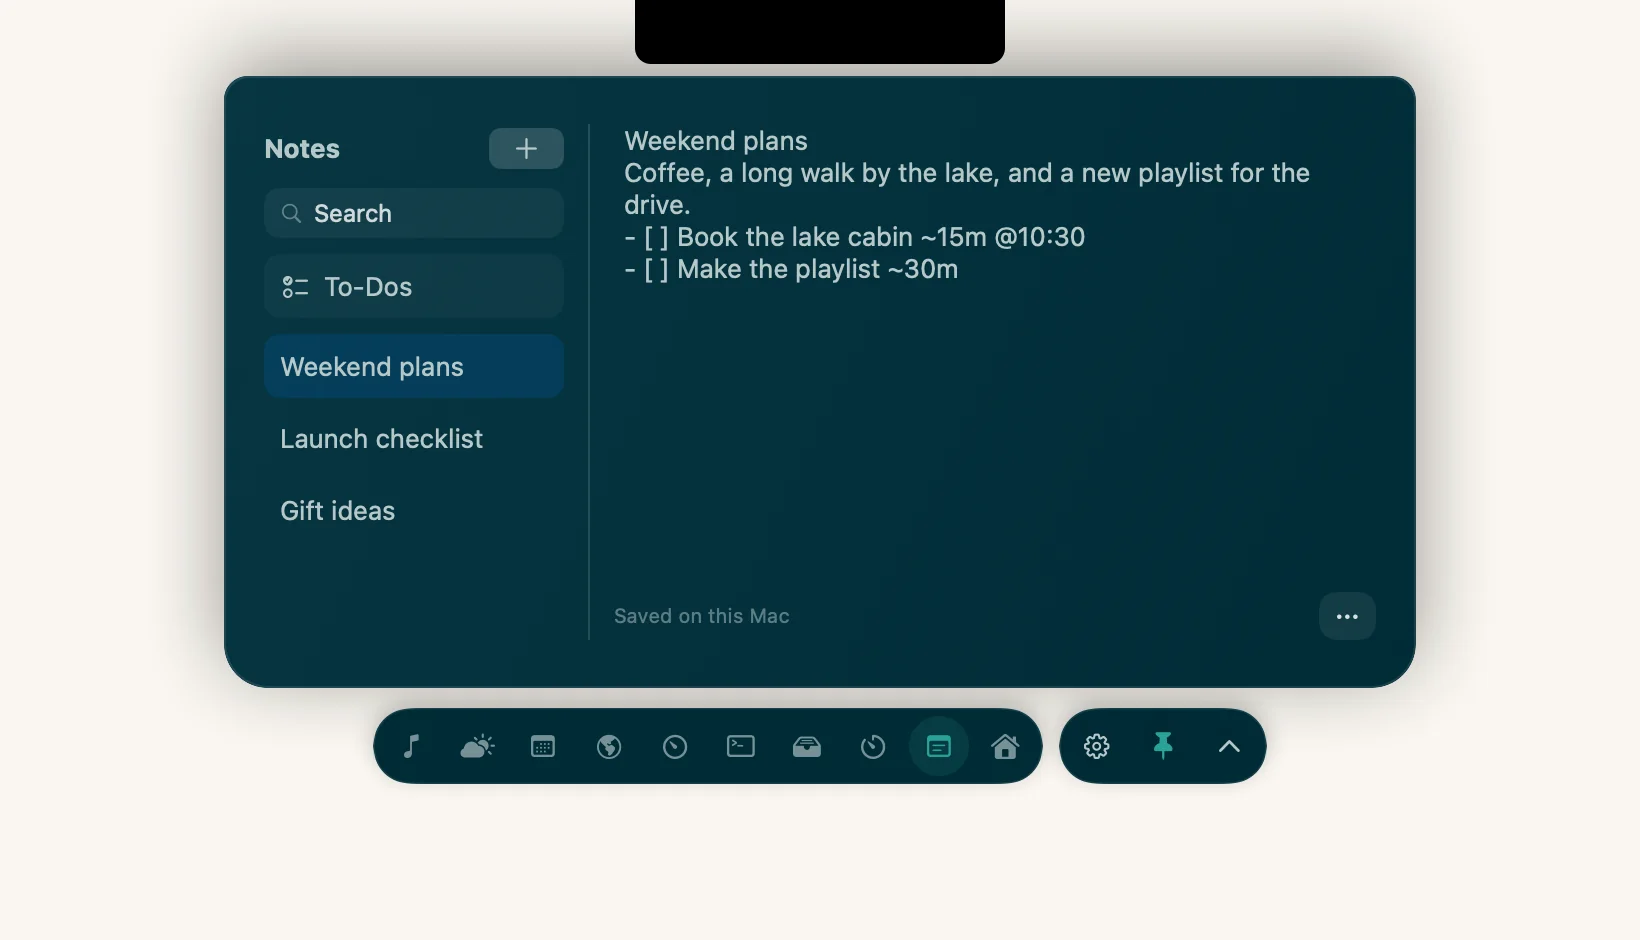 Notes
Search
To-Dos
Weekend plans
Launch checklist
Gift ideas
Weekend plans
Coffee, a long walk by the lake, and a new playlist for the
drive.
- [ ] Book the lake cabin ~15m @10:30
- [ ] Make the playlist ~30m
Saved on this Mac